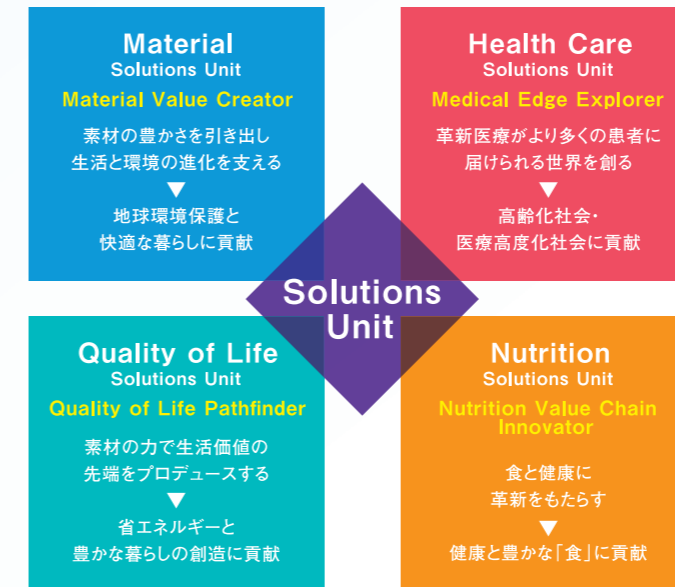 Material
Solutions Unit
Material Value Creator
素材の豊かさを引き出し
生活と環境の進化を支える
▼
地球環境保護と
快適な暮らしに貢献
Health Care
Solutions Unit
Medical Edge Explorer
革新医療がより多くの患者に
届けられる世界を創る
▼
高齢化社会・
医療高度化社会に貢献
Solutions
Unit
Quality of Life
Solutions Unit
Quality of Life Pathfinder
素材の力で生活価値の
先端をプロデュースする
▼
省エネルギーと
豊かな暮らしの創造に貢献
Nutrition
Solutions Unit
Nutrition Value Chain
Innovator
食と健康に
革新をもたらす
▼
健康と豊かな「食」に貢献